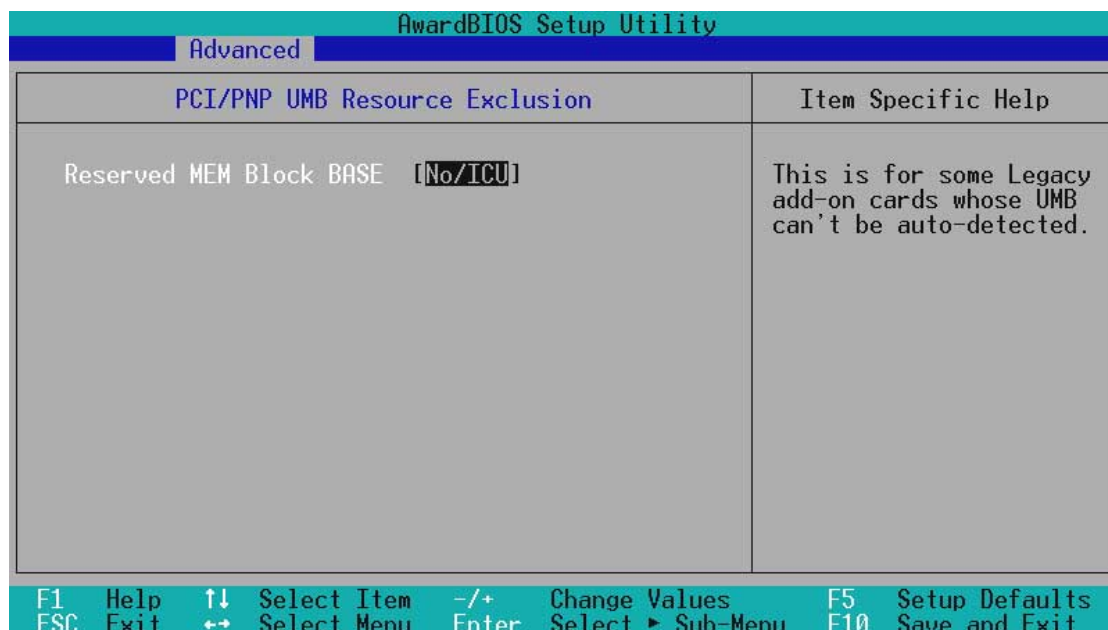 AwardBIOS Setup Utility
Advanced
PCI/PNP UMB Resource Exclusion
Item Specific Help
Reserved MEM Block BASE [No/ICU]
This is for some Legacy
add-on cards whose UMB
can't be auto-detected.
F1 Help ↑↓ Select Item -/+ Change Values F5 Setup Defaults
ESC Exit ←→ Select Menu Enter Select ► Sub-Menu F10 Save and Exit